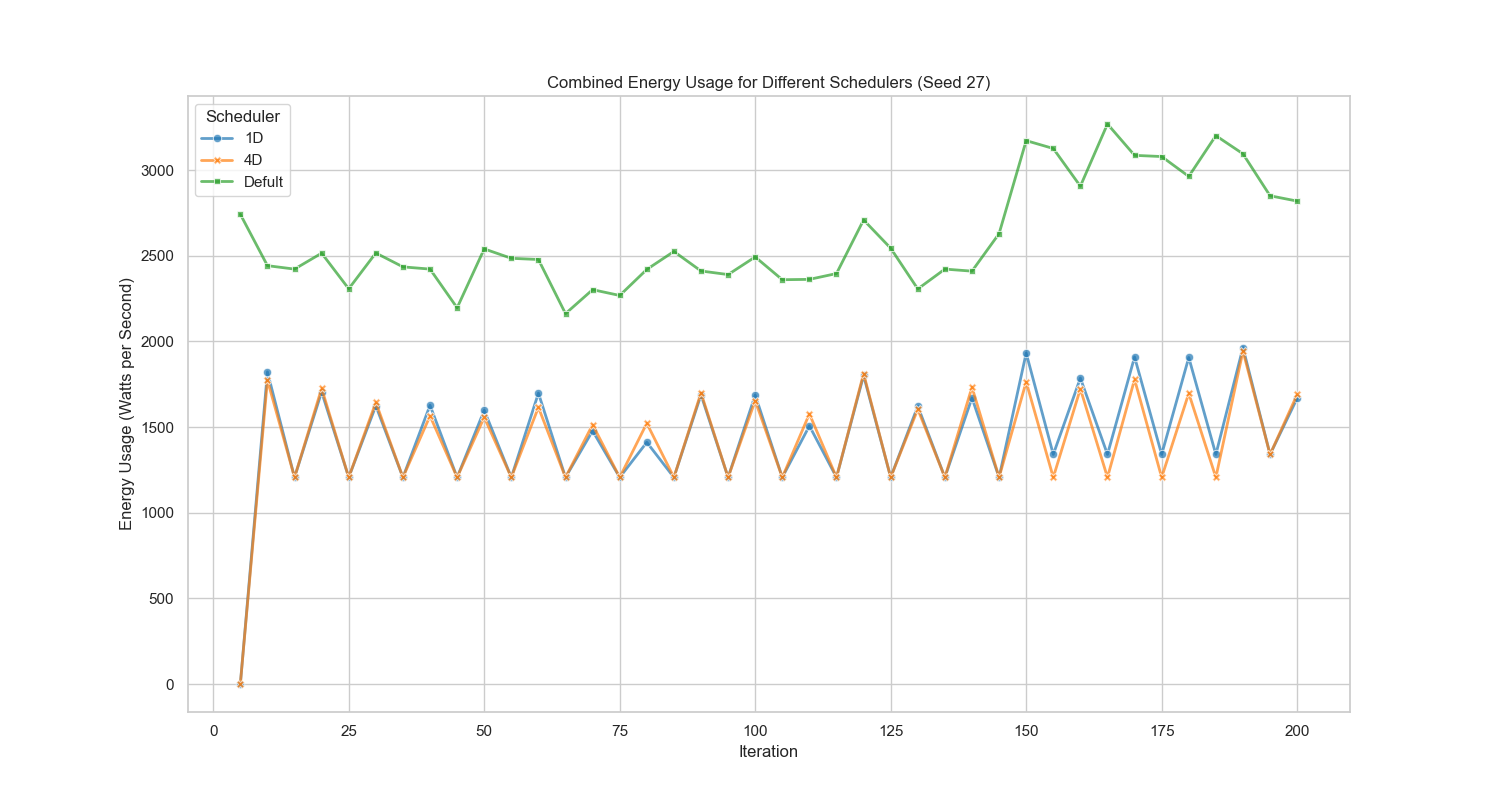 Combined Energy Usage for Different Schedulers (Seed 27)
Scheduler
1D
4D
Defult
Energy Usage (Watts per Second)
3000
2500
2000
1500
1000
500
0
0 25 50 75 100 125 150 175 200
Iteration